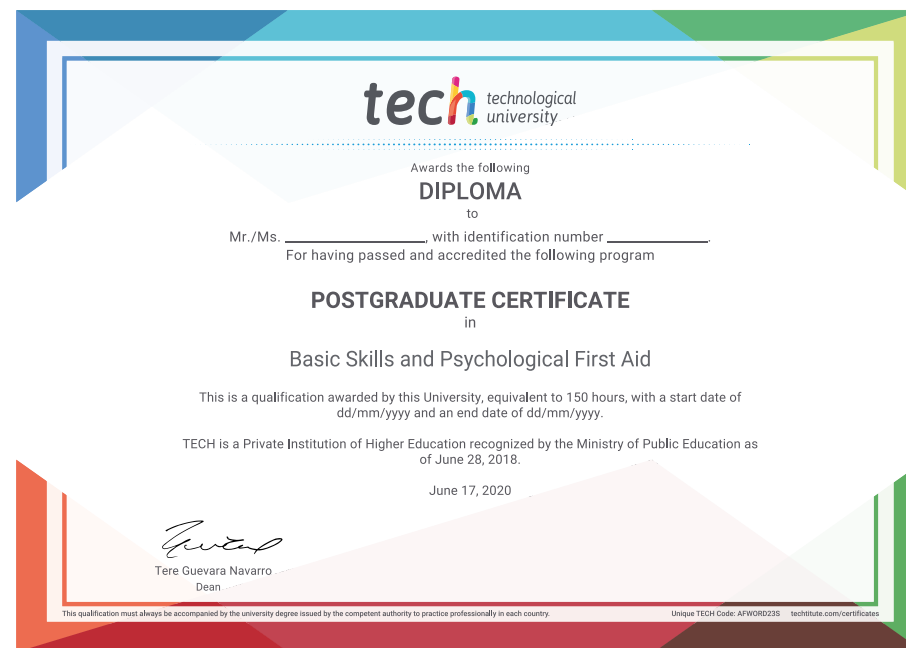 tech technological
university
Awards the following
DIPLOMA
to
Mr./Ms. ____________________, with identification number ______________.
For having passed and accredited the following program
POSTGRADUATE CERTIFICATE
in
Basic Skills and Psychological First Aid
This is a qualification awarded by this University, equivalent to 150 hours, with a start date of
dd/mm/yyyy and an end date of dd/mm/yyyy.
TECH is a Private Institution of Higher Education recognized by the Ministry of Public Education as
of June 28, 2018.
June 17, 2020
Tere Guevara Navarro
Dean
This qualification must always be accompanied by the university degree issued by the competent authority to practice professionally in each country. Unique TECH Code: AFWORD23S techtitute.com/certificates